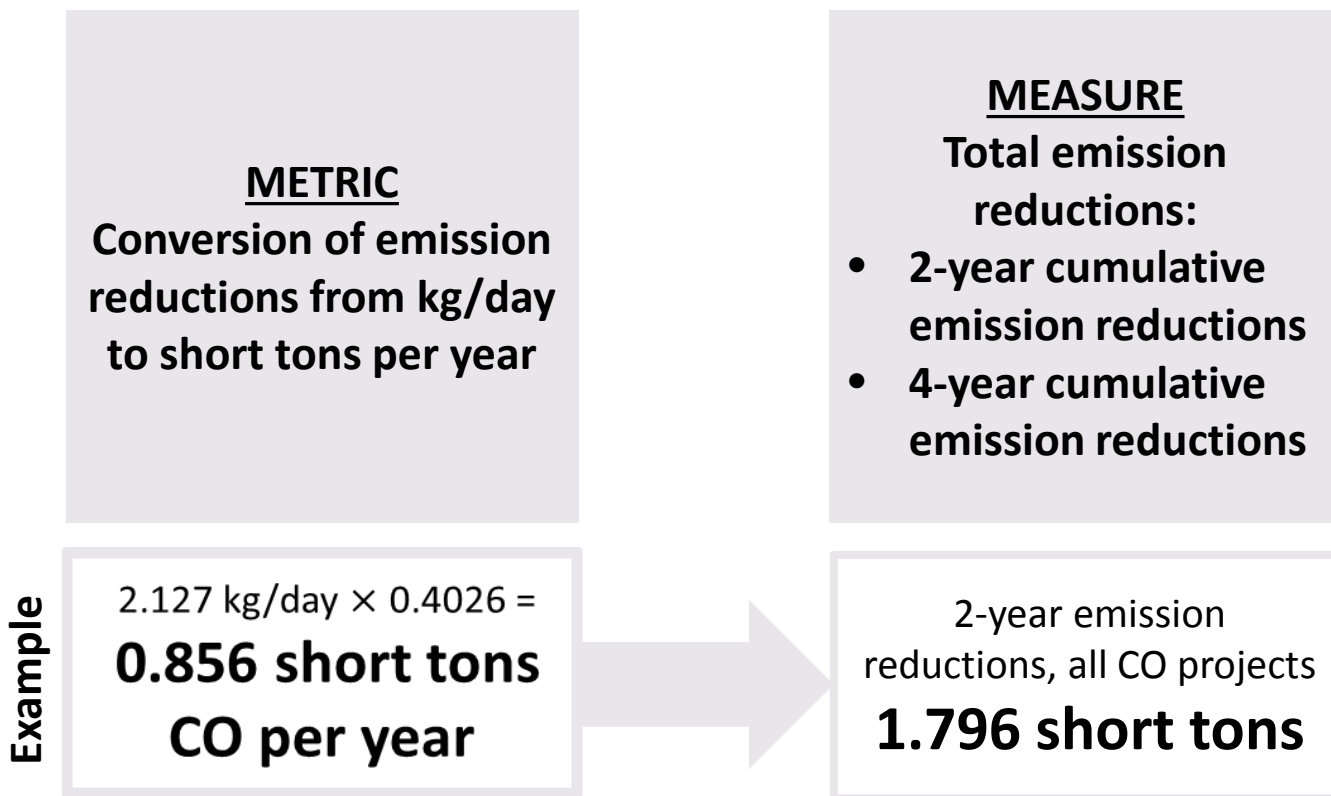 METRIC
Conversion of emission
reductions from kg/day
to short tons per year
MEASURE
Total emission
reductions:
• 2-year cumulative
emission reductions
• 4-year cumulative
emission reductions
Example
2.127 kg/day × 0.4026 =
0.856 short tons
CO per year
2-year emission
reductions, all CO projects
1.796 short tons